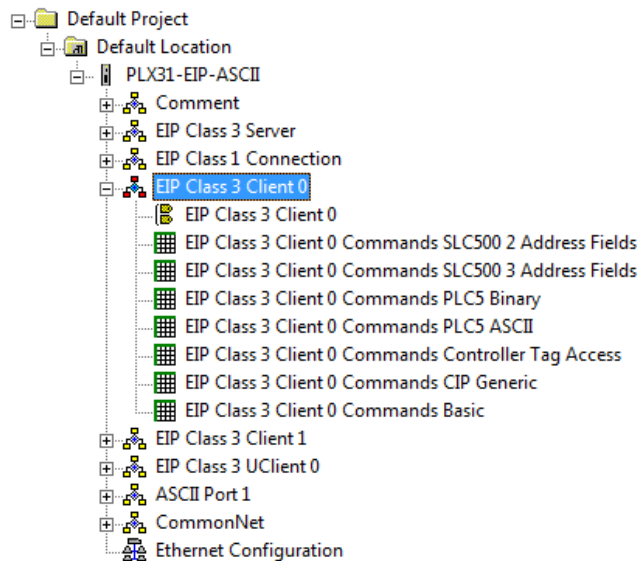 Default Project
Default Location
PLX31-EIP-ASCII
Comment
EIP Class 3 Server
EIP Class 1 Connection
EIP Class 3 Client 0
EIP Class 3 Client 0
EIP Class 3 Client 0 Commands SLC500 2 Address Fields
EIP Class 3 Client 0 Commands SLC500 3 Address Fields
EIP Class 3 Client 0 Commands PLC5 Binary
EIP Class 3 Client 0 Commands PLC5 ASCII
EIP Class 3 Client 0 Commands Controller Tag Access
EIP Class 3 Client 0 Commands CIP Generic
EIP Class 3 Client 0 Commands Basic
EIP Class 3 Client 1
EIP Class 3 UClient 0
ASCII Port 1
CommonNet
Ethernet Configuration